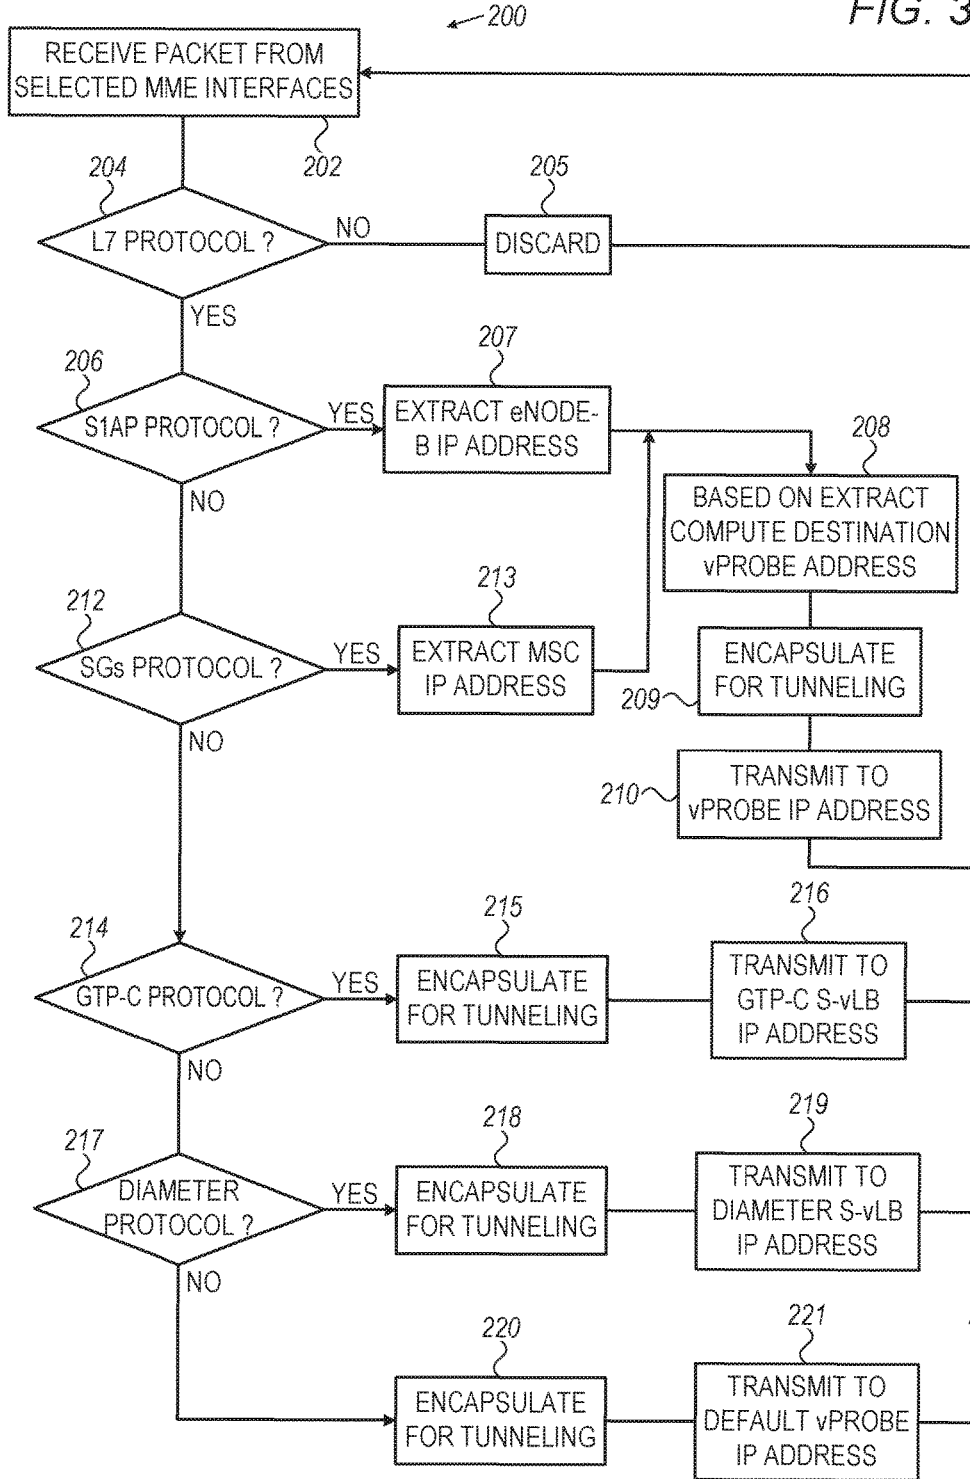 200
FIG. 3
RECEIVE PACKET FROM
SELECTED MME INTERFACES
202
204
L7 PROTOCOL ?
NO
205
DISCARD
YES
206
S1AP PROTOCOL ?
YES
207
EXTRACT eNODE-
B IP ADDRESS
208
BASED ON EXTRACT
COMPUTE DESTINATION
vPROBE ADDRESS
NO
212
SGs PROTOCOL ?
YES
213
EXTRACT MSC
IP ADDRESS
ENCAPSULATE
FOR TUNNELING
209
NO
TRANSMIT TO
vPROBE IP ADDRESS
210
214
GTP-C PROTOCOL ?
YES
215
ENCAPSULATE
FOR TUNNELING
216
TRANSMIT TO
GTP-C S-vLB
IP ADDRESS
NO
217
DIAMETER
PROTOCOL ?
YES
218
ENCAPSULATE
FOR TUNNELING
219
TRANSMIT TO
DIAMETER S-vLB
IP ADDRESS
NO
220
ENCAPSULATE
FOR TUNNELING
221
TRANSMIT TO
DEFAULT vPROBE
IP ADDRESS